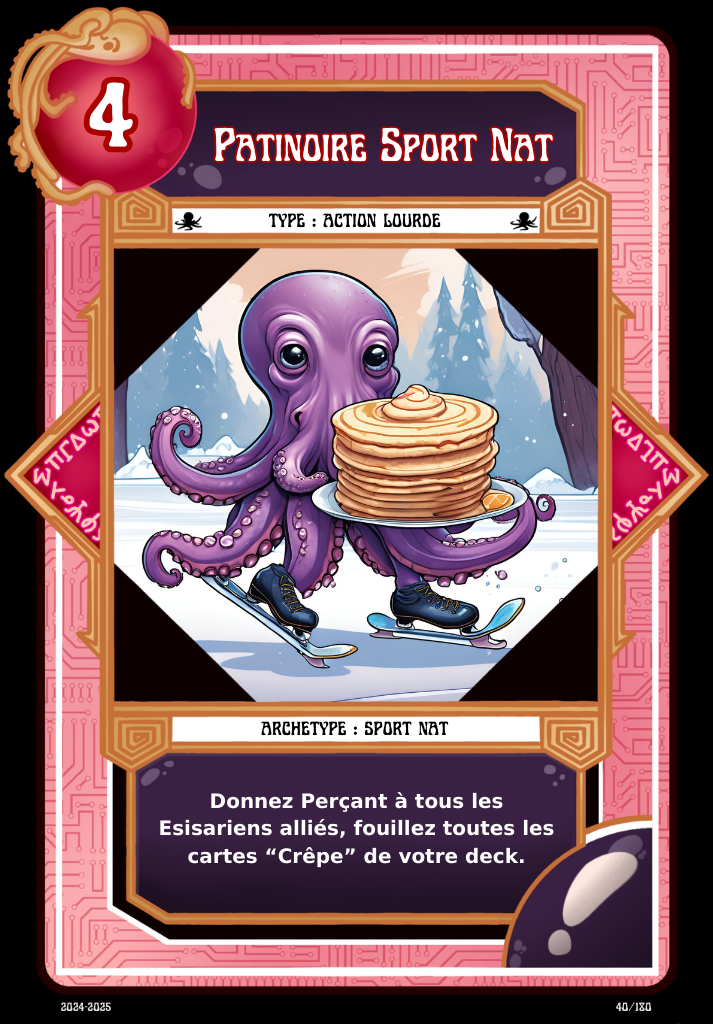 4
Patinoire Sport Nat
TYPE : ACTION LOURDE
ARCHETYPE : SPORT NAT
Donnez Perçant à tous les
Esisariens alliés, fouillez toutes les
cartes “Crêpe” de votre deck.
2024-2025
40/180